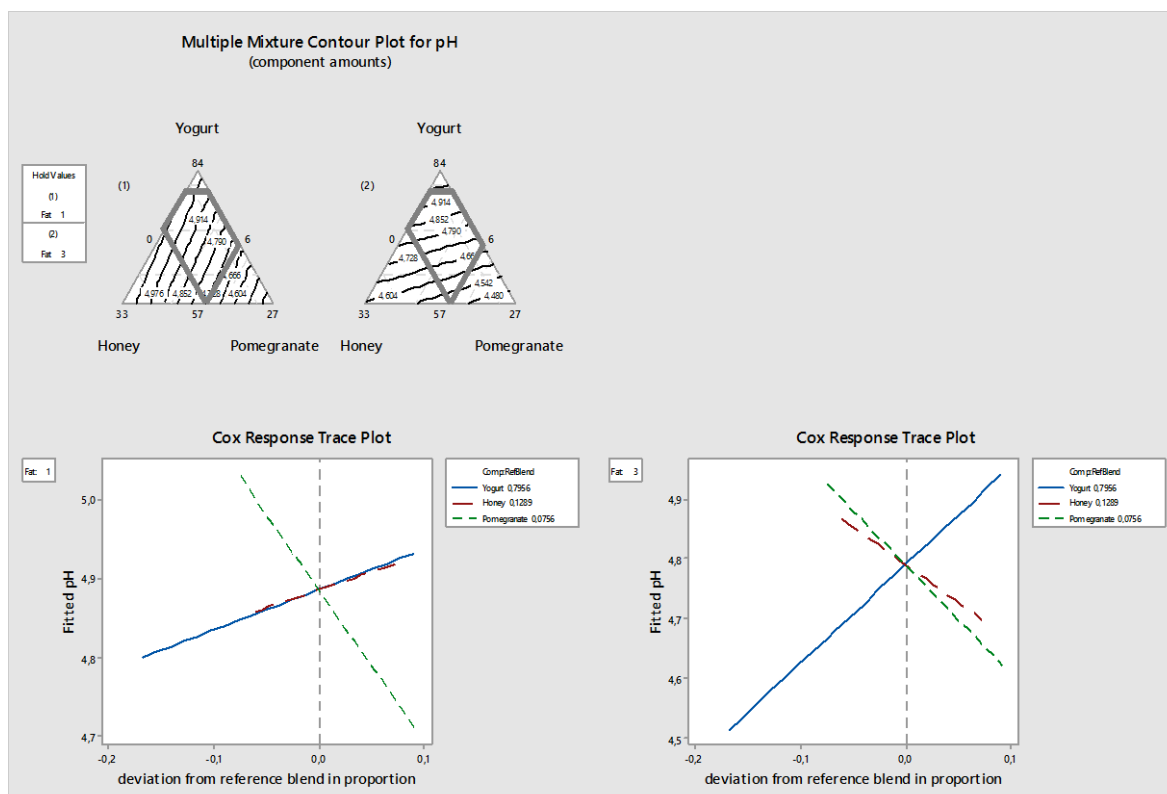 Multiple Mixture Contour Plot for pH
(component amounts)
Hold Values
(1)
Fat 1
(2)
Fat 3
(1)
Yogurt
84
0
6
4,914
4,790
4,666
4,976
4,852
4,604
33
57
27
Honey
Pomegranate
(2)
Yogurt
84
0
6
4,914
4,852
4,790
4,728
4,542
4,604
4,480
33
57
27
Honey
Pomegranate
Cox Response Trace Plot
Fat: 1
Fitted pH
5,0
4,9
4,8
4,7
-0,2
-0,1
0,0
0,1
deviation from reference blend in proportion
Comp:RefBlend
Yogurt 0,7956
Honey 0,1289
Pomegranate 0,0756
Cox Response Trace Plot
Fat: 3
Fitted pH
4,9
4,8
4,7
4,6
4,5
-0,2
-0,1
0,0
0,1
deviation from reference blend in proportion
Comp:RefBlend
Yogurt 0,7956
Honey 0,1289
Pomegranate 0,0756